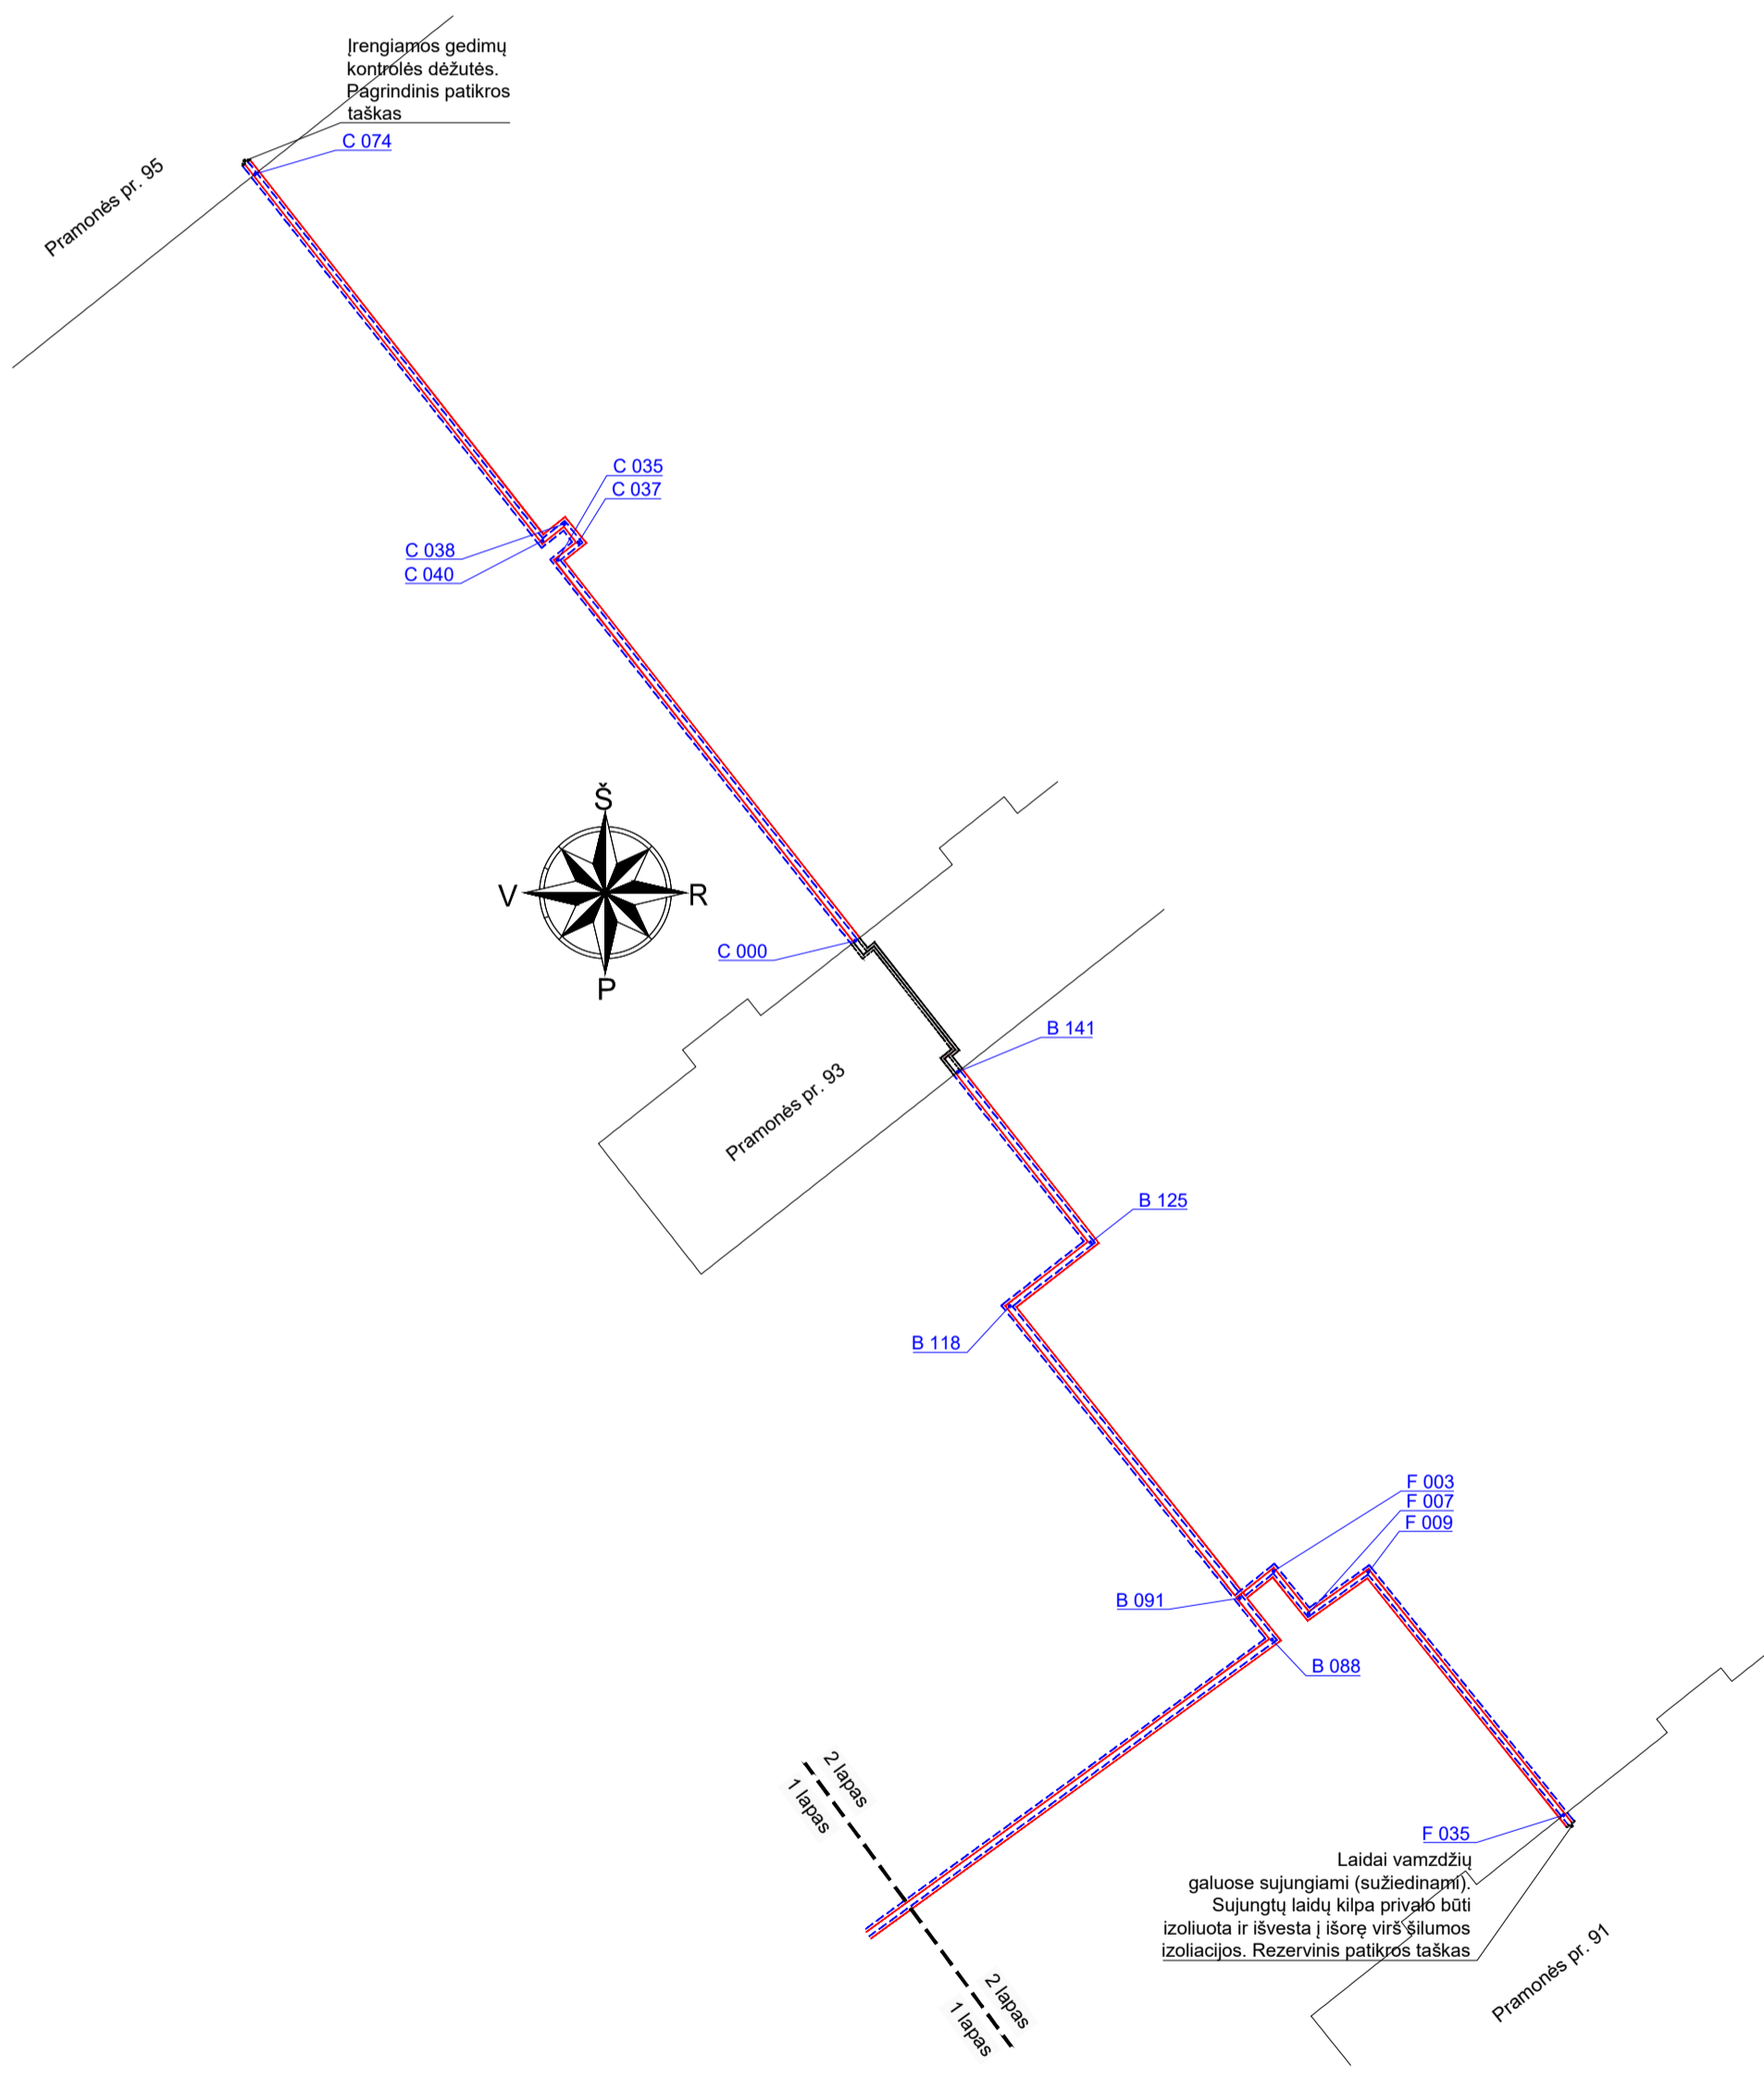 Įrengiamos gedimų
kontrolės dėžutės.
Pagrindinis patikros
taškas
C 074
Pramonės pr. 95
C 035
C 037
C 038
C 040
Š
V
R
P
C 000
B 141
Pramonės pr. 93
B 125
B 118
F 003
F 007
F 009
B 091
B 088
2 lapas
1 lapas
F 035
Laidai vamzdžių
galuose sujungiami (sužiedinami).
Sujungtų laidų kilpa privalo būti
izoliuota ir išvesta į išorę virš šilumos
izoliacijos. Rezervinis patikros taškas
Pramonės pr. 91
2 lapas
1 lapas